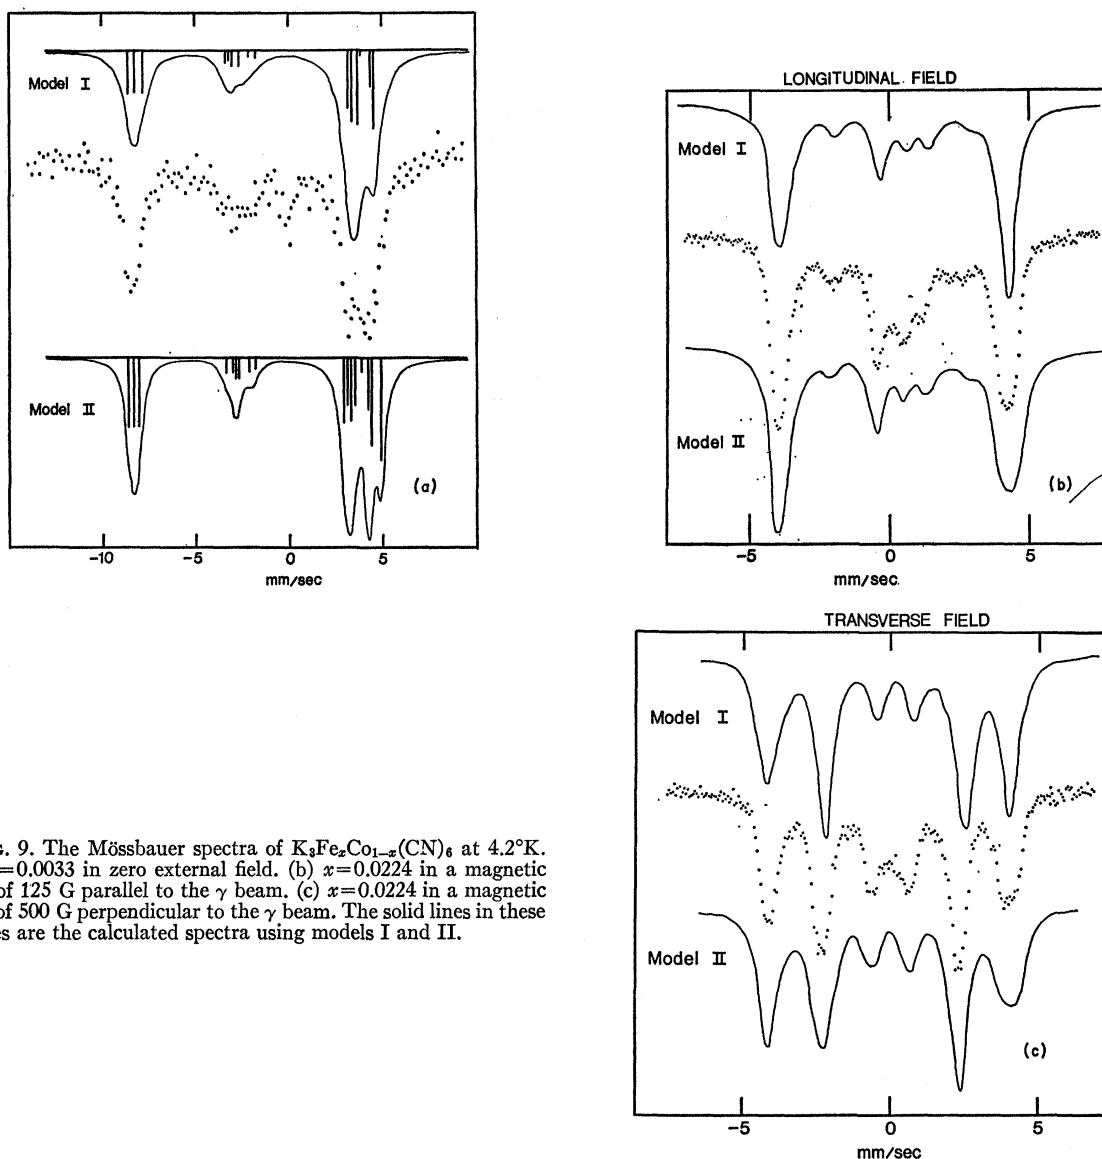 Model I
Model II
(a)
-10 -5 0 5
mm/sec
LONGITUDINAL FIELD
Model I
Model II
(b)
-5 0 5
mm/sec.
TRANSVERSE FIELD
Model I
Model II
(c)
-5 0 5
mm/sec
. 9. The Mössbauer spectra of K₃FeₓCo₁₋ₓ(CN)₆ at 4.2°K.
=0.0033 in zero external field. (b) x=0.0224 in a magnetic
of 125 G parallel to the γ beam. (c) x=0.0224 in a magnetic
of 500 G perpendicular to the γ beam. The solid lines in these
es are the calculated spectra using models I and II.